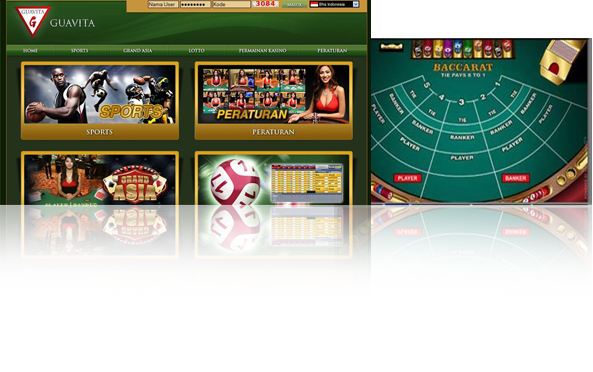 Nama User
Kode
3084
MASUK
Bhs Indonesia
GUAVITA
G
GUAVITA
HOME
SPORTS
GRAND ASIA
LOTTO
PERMAINAN KASINO
PERATURAN
SPORTS
SPORTS
PERATURAN
PERATURAN
GRAND
ASIA
BACCARAT
TIE PAYS 8 TO 1
5
4
3
2
1
TIE
TIE
TIE
TIE
TIE
BANKER
BANKER
BANKER
BANKER
BANKER
PLAYER
PLAYER
PLAYER
PLAYER
PLAYER
PLAYER
BANKER